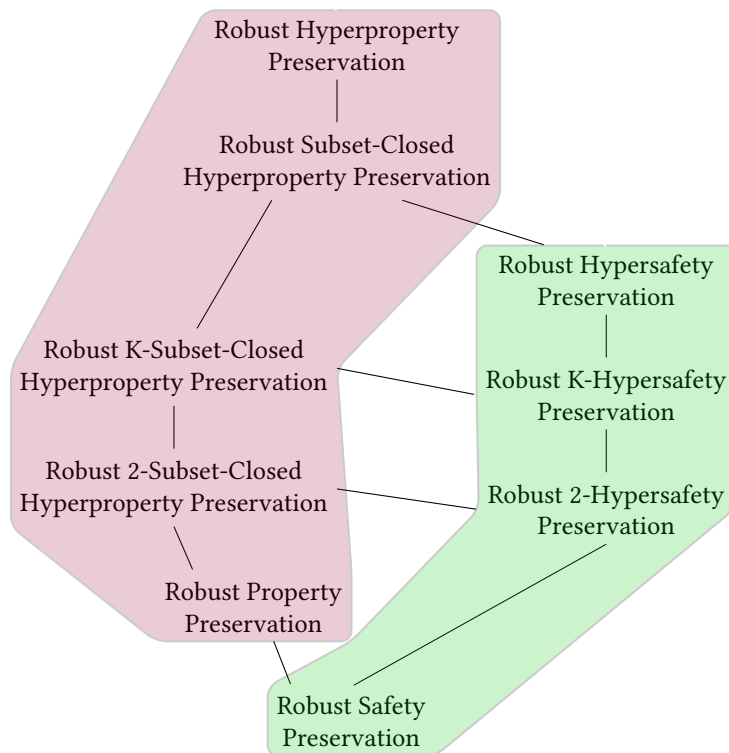 Robust Hyperproperty
Preservation
Robust Subset-Closed
Hyperproperty Preservation
Robust Hypersafety
Preservation
Robust K-Subset-Closed
Hyperproperty Preservation
Robust K-Hypersafety
Preservation
Robust 2-Subset-Closed
Hyperproperty Preservation
Robust 2-Hypersafety
Preservation
Robust Property
Preservation
Robust Safety
Preservation